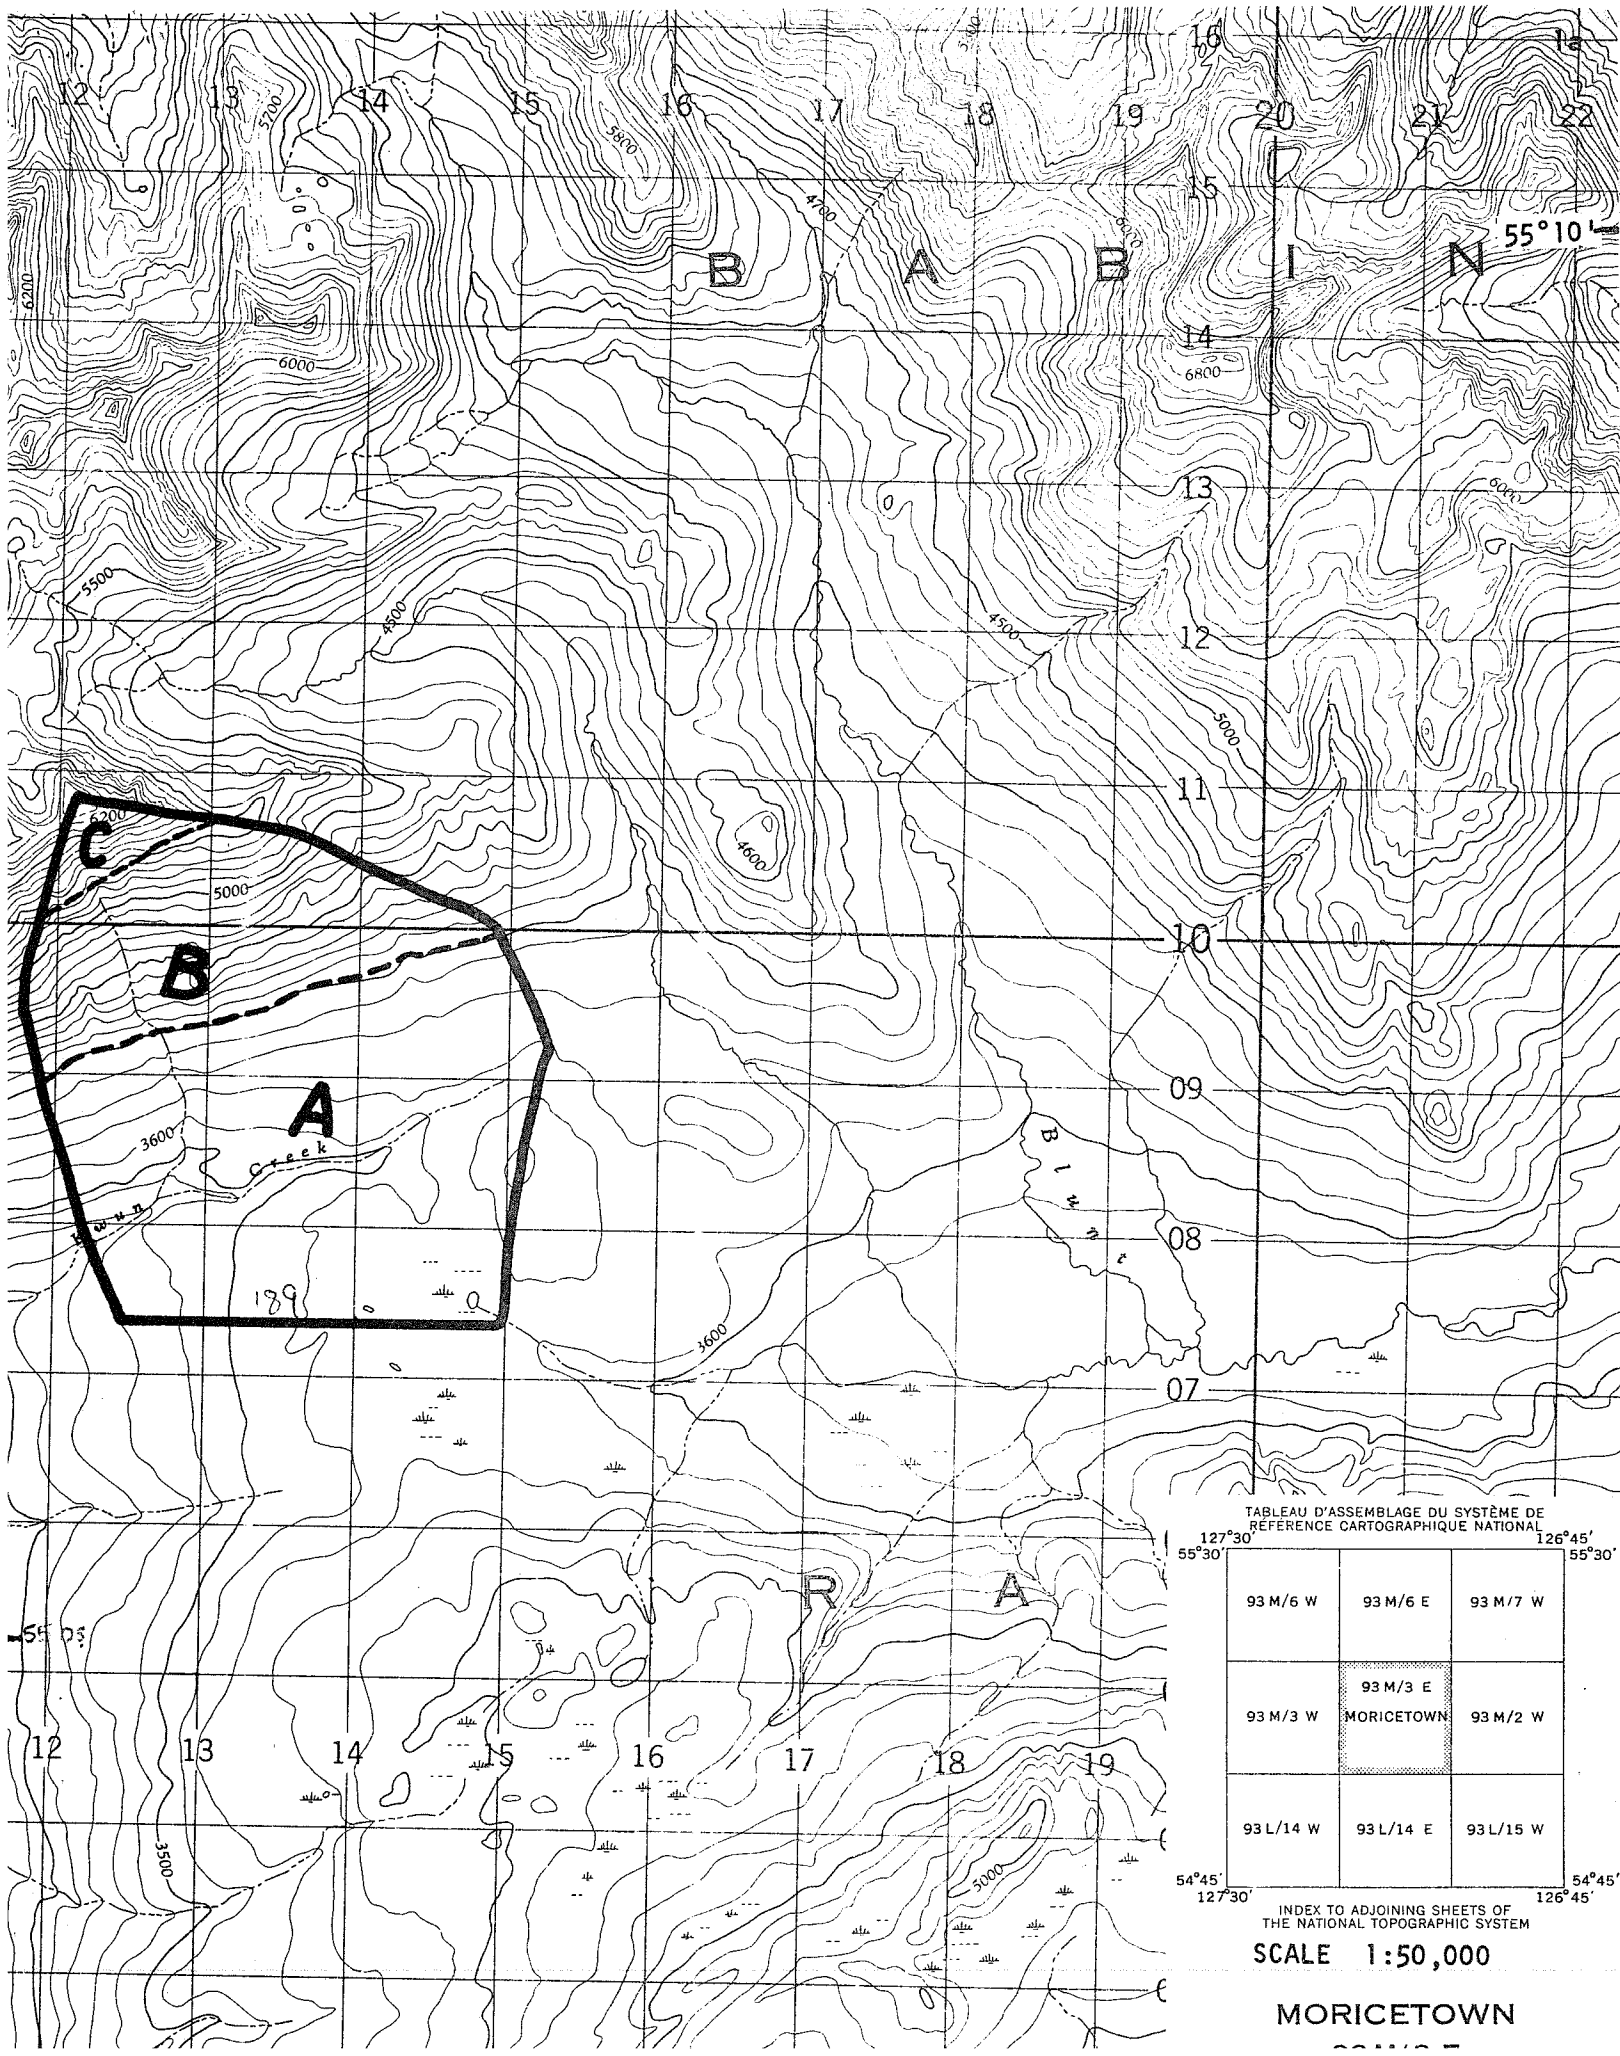 16
12 13 14 15 16 17 18 19 20 21 22
5700
5800
4700
15
55°10'
6200
B A B I N
14
6000
6800
13
6000
5500
4500
4500
12
5000
11
6200
C
4600
5000
10
B
A
09
3600
Creek
B l u n t
08
189
3600
07
TABLEAU D'ASSEMBLAGE DU SYSTÈME DE
RÉFÉRENCE CARTOGRAPHIQUE NATIONAL
127°30' 126°45'
55°30' 55°30'
R A
93 M/6 W 93 M/6 E 93 M/7 W
93 M/3 E
93 M/3 W MORICETOWN 93 M/2 W
12 13 14 15 16 17 18 19
93 L/14 W 93 L/14 E 93 L/15 W
3500
5000
54°45' 54°45'
127°30' 126°45'
INDEX TO ADJOINING SHEETS OF
THE NATIONAL TOPOGRAPHIC SYSTEM
SCALE 1:50,000
MORICETOWN